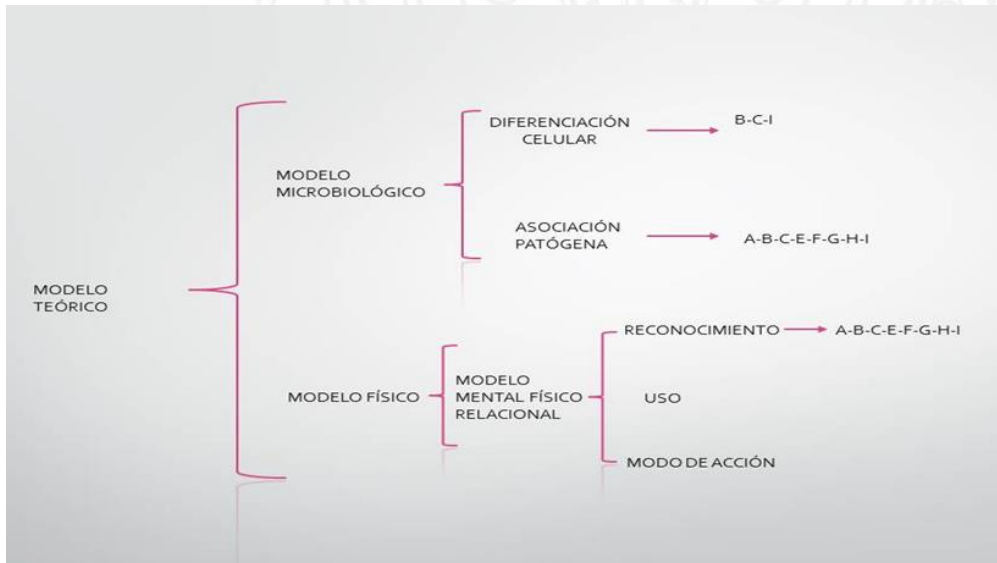 MODELO
TEÓRICO
MODELO
MICROBIOLÓGICO
DIFERENCIACIÓN
CELULAR
B-C-I
ASOCIACIÓN
PATÓGENA
A-B-C-E-F-G-H-I
MODELO FÍSICO
MODELO
MENTAL FÍSICO
RELACIONAL
RECONOCIMIENTO
A-B-C-E-F-G-H-I
USO
MODO DE ACCIÓN